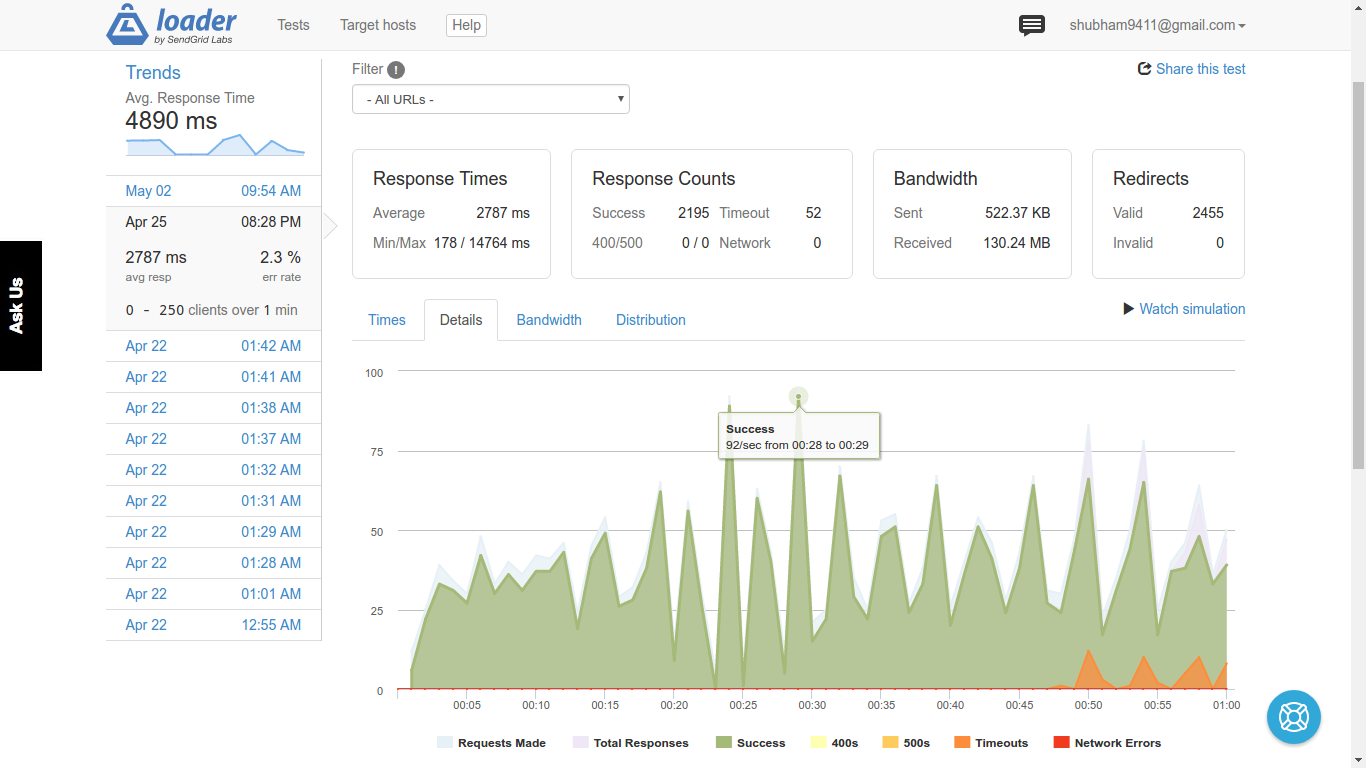 loader
by SendGrid Labs
Tests
Target hosts
Help
shubham9411@gmail.com
Ask Us
Trends
Avg. Response Time
4890 ms
May 02 09:54 AM
Apr 25 08:28 PM
2787 ms 2.3 %
avg resp err rate
0 - 250 clients over 1 min
Apr 22 01:42 AM
Apr 22 01:41 AM
Apr 22 01:38 AM
Apr 22 01:37 AM
Apr 22 01:32 AM
Apr 22 01:31 AM
Apr 22 01:29 AM
Apr 22 01:28 AM
Apr 22 01:01 AM
Apr 22 12:55 AM
Filter !
Share this test
- All URLs -
Response Times
Average 2787 ms
Min/Max 178 / 14764 ms
Response Counts
Success 2195 Timeout 52
400/500 0 / 0 Network 0
Bandwidth
Sent 522.37 KB
Received 130.24 MB
Redirects
Valid 2455
Invalid 0
Times Details Bandwidth Distribution
Watch simulation
100
75
50
25
0
Success
92/sec from 00:28 to 00:29
00:05 00:10 00:15 00:20 00:25 00:30 00:35 00:40 00:45 00:50 00:55 01:00
Requests Made Total Responses Success 400s 500s Timeouts Network Errors